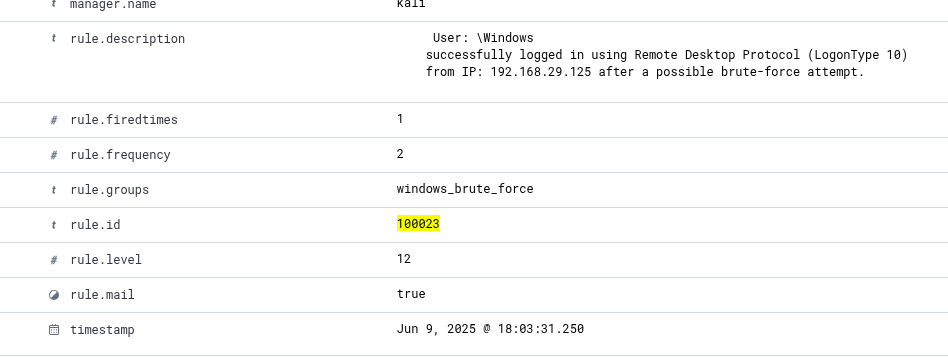 t manager.name kali
t rule.description User: \Windows
successfully logged in using Remote Desktop Protocol (LogonType 10)
from IP: 192.168.29.125 after a possible brute-force attempt.
# rule.firedtimes 1
# rule.frequency 2
t rule.groups windows_brute_force
t rule.id 100023
# rule.level 12
rule.mail true
timestamp Jun 9, 2025 @ 18:03:31.250